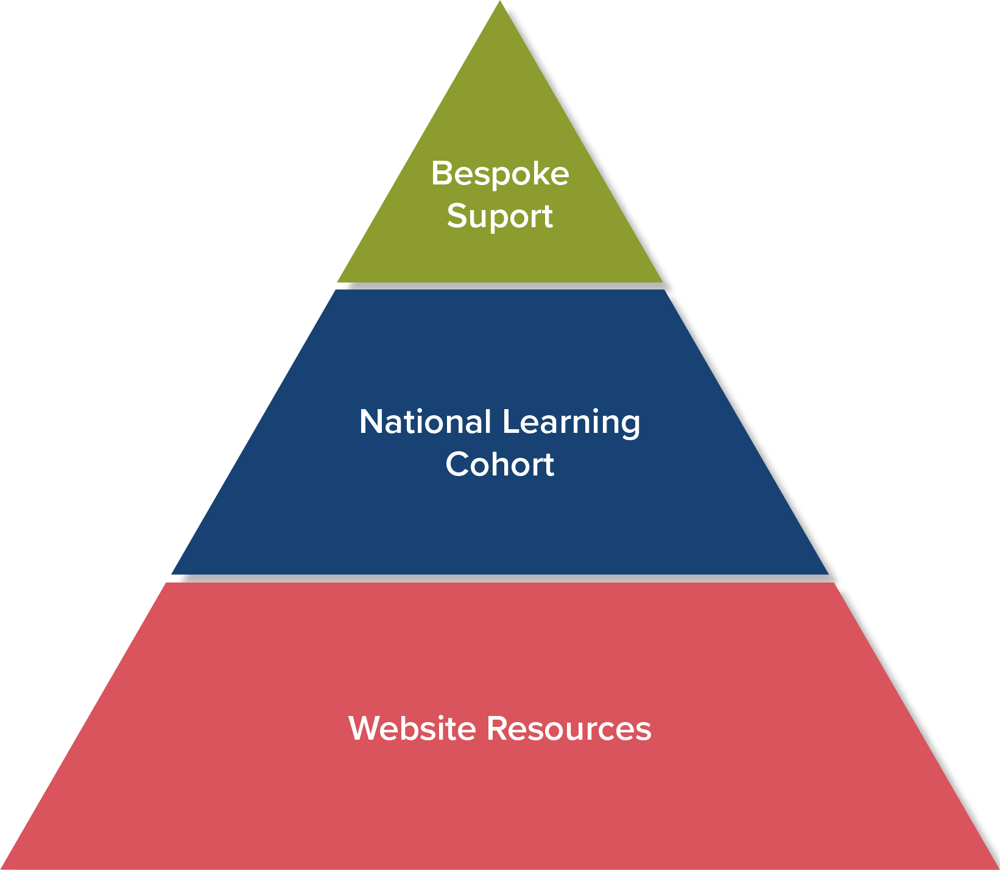 Bespoke
Suport
National Learning
Cohort
Website Resources